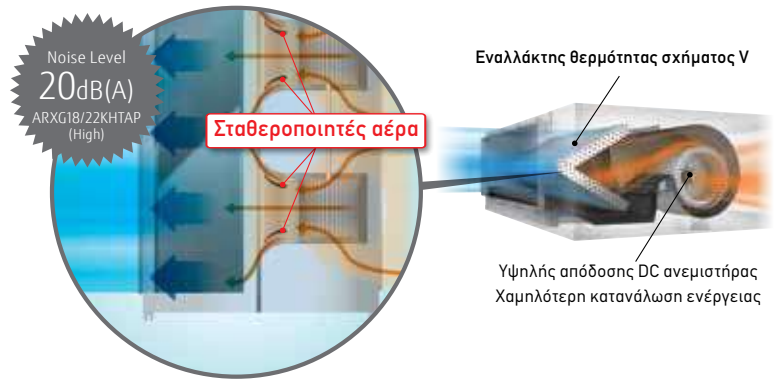 Noise Level
20dB(A)
ARXG18/22KHTAP
(High)
Σταθεροποιητές αέρα
Εναλλάκτης θερμότητας σχήματος V
Υψηλής απόδοσης DC ανεμιστήρας
Χαμηλότερη κατανάλωση ενέργειας